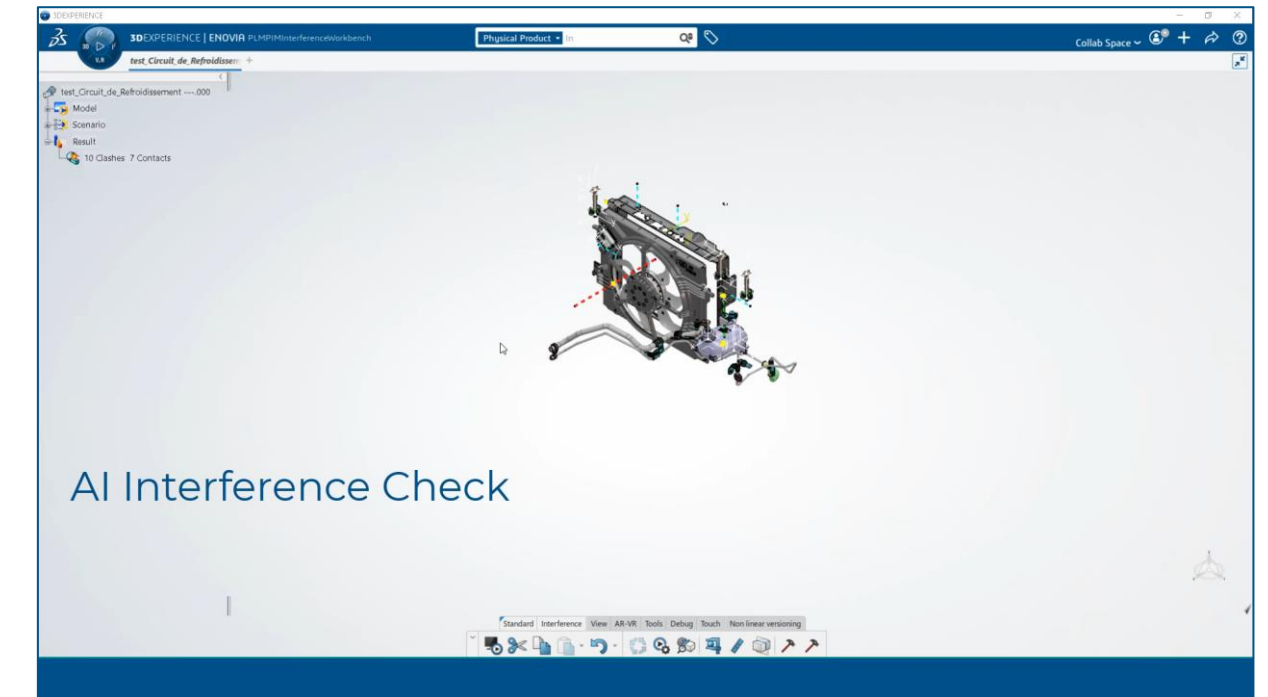 3DEXPERIENCE
3DEXPERIENCE | ENOVIA PLMPIMInterferenceWorkbench
Physical Product In
Collab Space
V.R
test_Circuit_de_Refroidissem
test_Circuit_de_Refroidissement ---.000
Model
Scenario
Result
10 Clashes 7 Contacts
AI Interference Check
Standard Interference View AR-VR Tools Debug Touch Non linear versioning